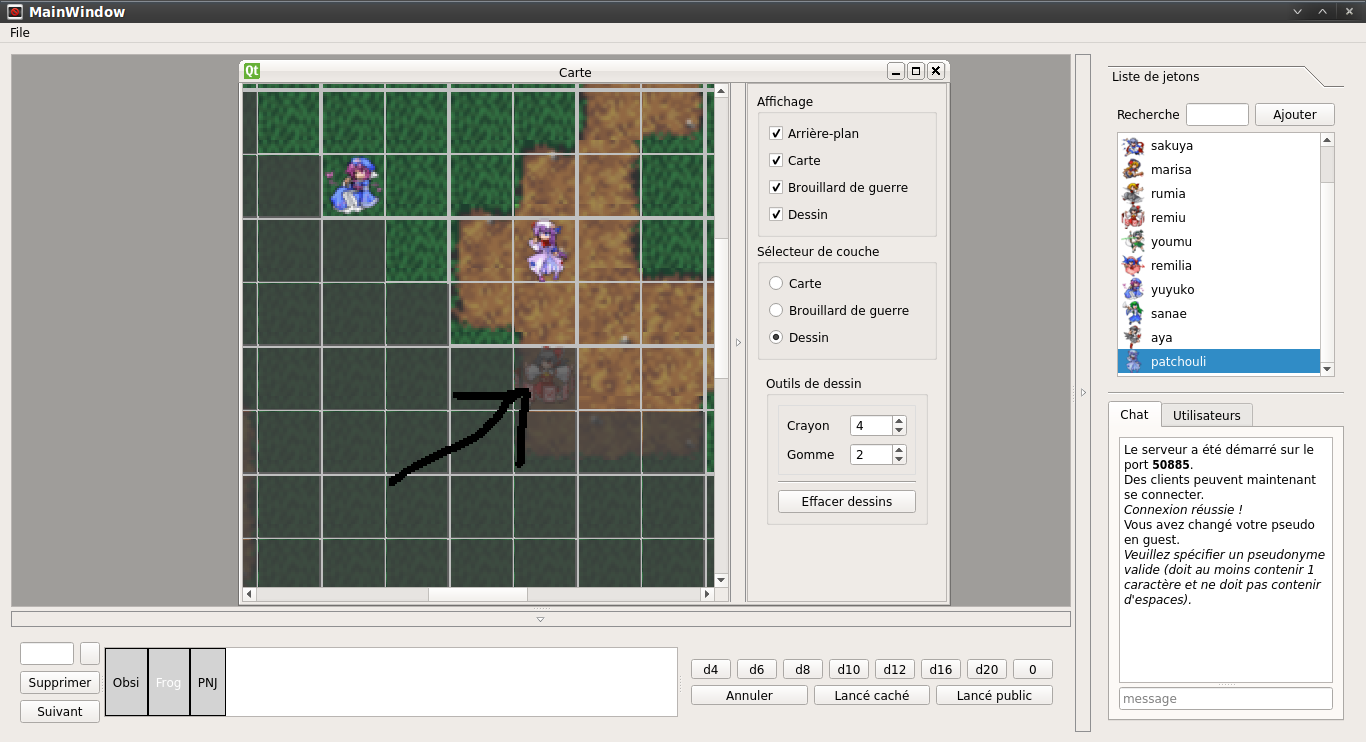 MainWindow
File
Qt
Carte
Affichage
Arrière-plan
Carte
Brouillard de guerre
Dessin
Sélecteur de couche
Carte
Brouillard de guerre
Dessin
Outils de dessin
Crayon 4
Gomme 2
Effacer dessins
Liste de jetons
Recherche Ajouter
sakuya
marisa
rumia
remiu
youmu
remilia
yuyuko
sanae
aya
patchouli
Chat Utilisateurs
Le serveur a été démarré sur le
port 50885.
Des clients peuvent maintenant
se connecter.
Connexion réussie !
Vous avez changé votre pseudo
en guest.
Veuillez spécifier un pseudonyme
valide (doit au moins contenir 1
caractère et ne doit pas contenir
d'espaces).
message
Supprimer
Suivant
Obsi Frog PNJ
d4 d6 d8 d10 d12 d16 d20 0
Annuler Lancé caché Lancé public